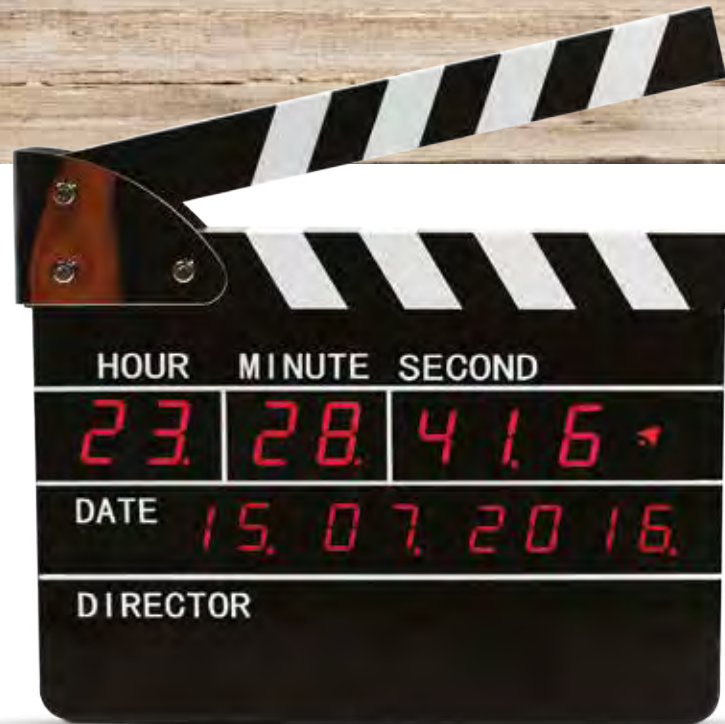 HOUR MINUTE SECOND
23. 28. 41.6
DATE 15.07.2016.
DIRECTOR